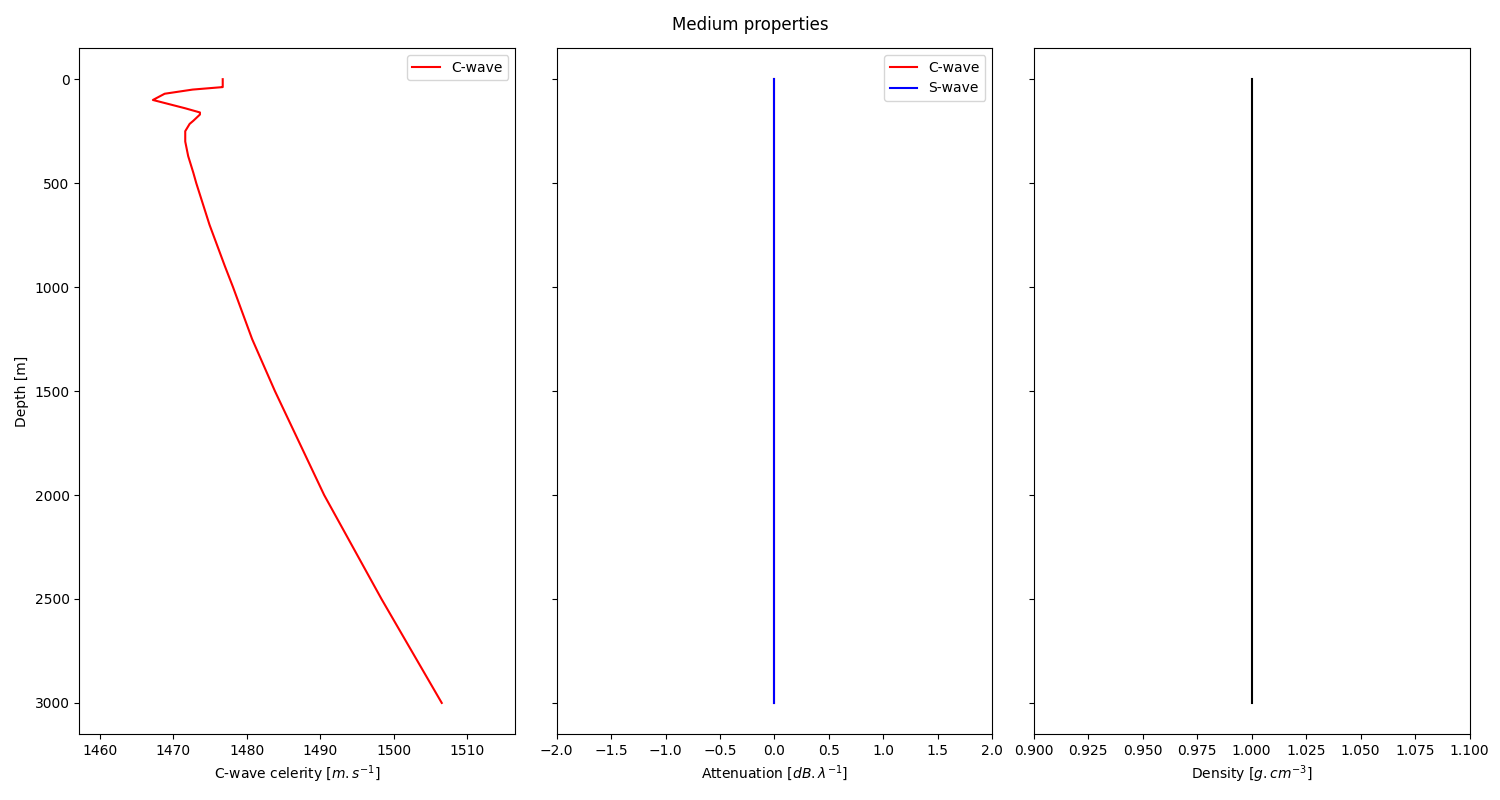 Medium properties
C-wave
0
500
1000
1500
2000
2500
3000
Depth [m]
1460 1470 1480 1490 1500 1510
C-wave celerity [m.s⁻¹]
C-wave
S-wave
−2.0 −1.5 −1.0 −0.5 0.0 0.5 1.0 1.5 2.0
Attenuation [dB.λ⁻¹]
0.900 0.925 0.950 0.975 1.000 1.025 1.050 1.075 1.100
Density [g.cm⁻³]